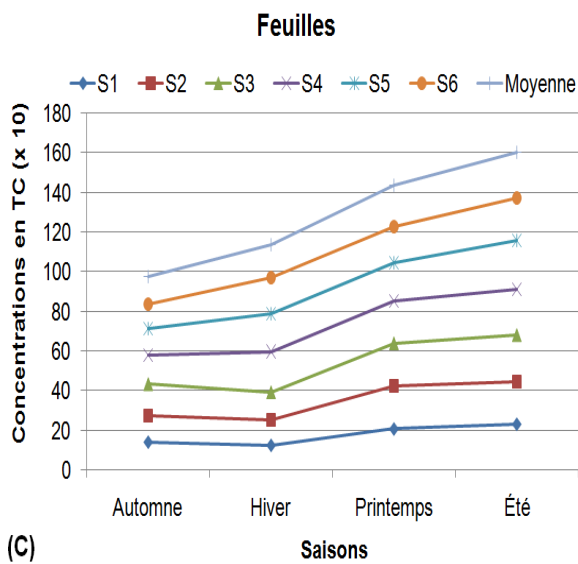 Feuilles
S1 S2 S3 S4 S5 S6 Moyenne
Concentrations en TC (x 10)
180
160
140
120
100
80
60
40
20
0
Automne Hiver Printemps Été
(C) Saisons